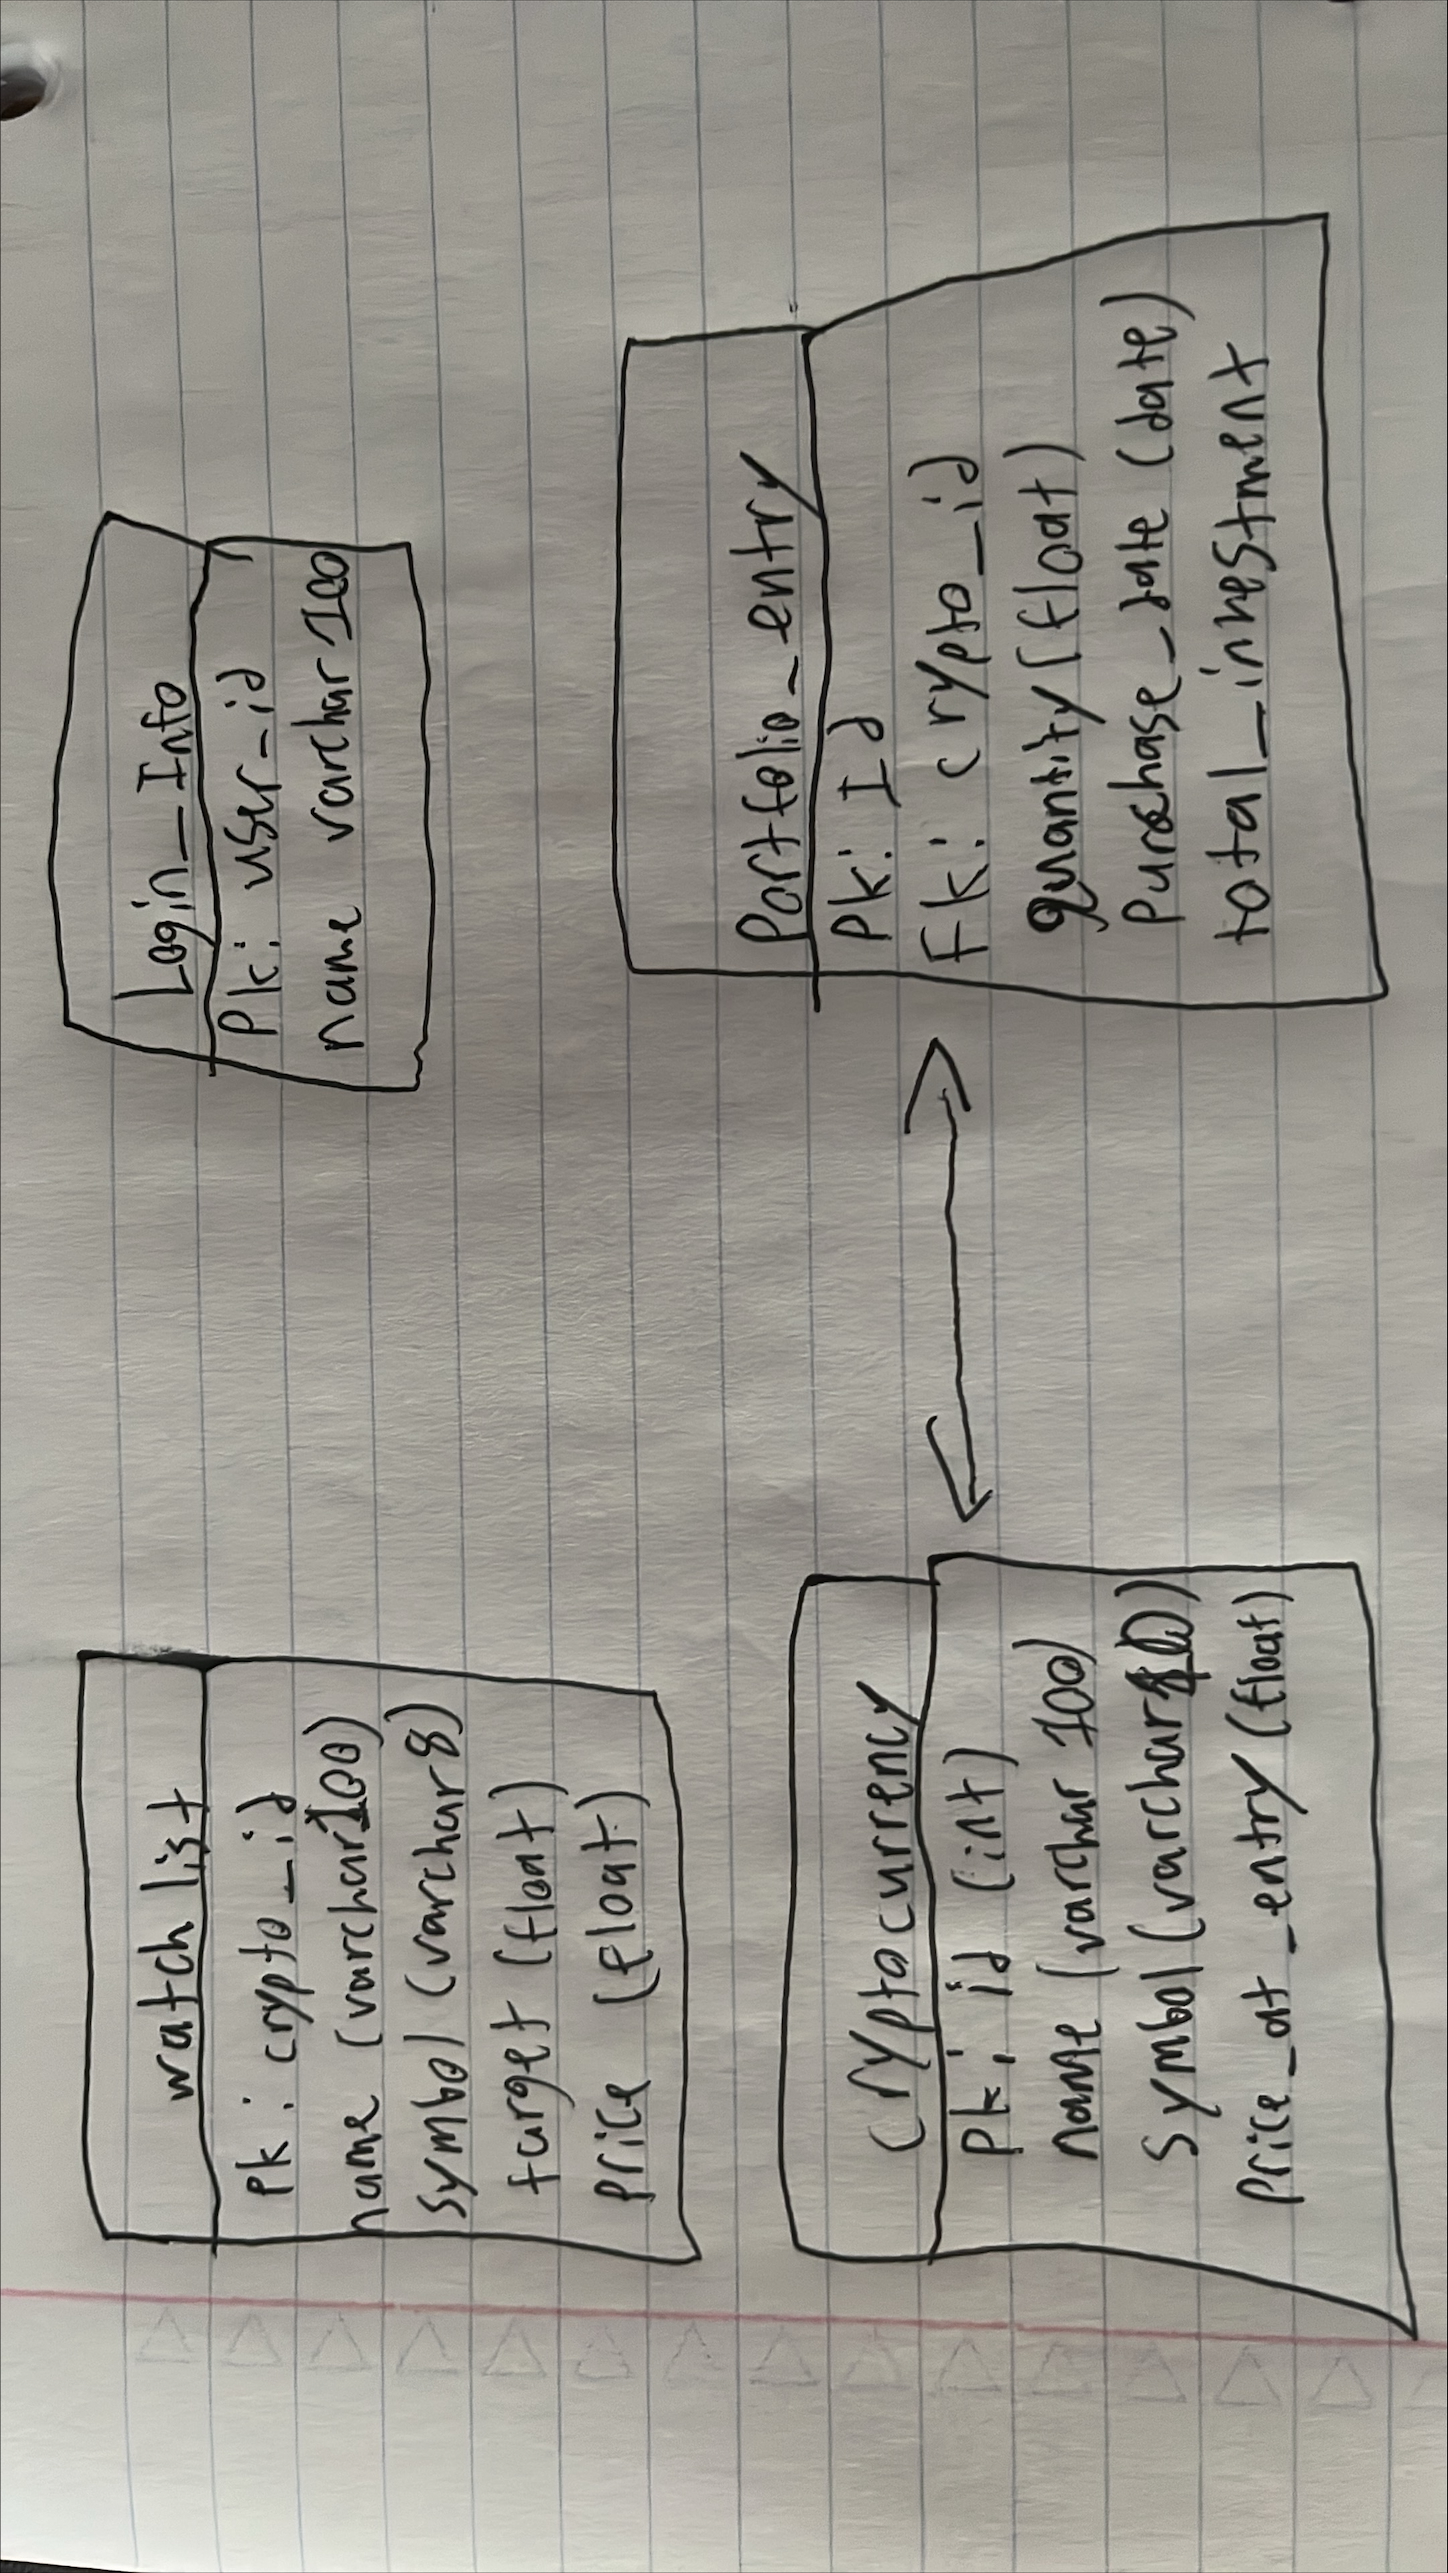 watch list
Pk: crypto_id
name (varchar100)
Symbol (varchar8)
target (float)
price (float)
Login_Info
Pk: user_id
name varchar100
Cryptocurrency
Pk: id (int)
name (varchar 100)
Symbol (varchar
price_at_entry (float)
Portfolio_entry
Pk: Id
Fk: crypto_id
Quantity (float)
Purchase_date (date)
total_investment